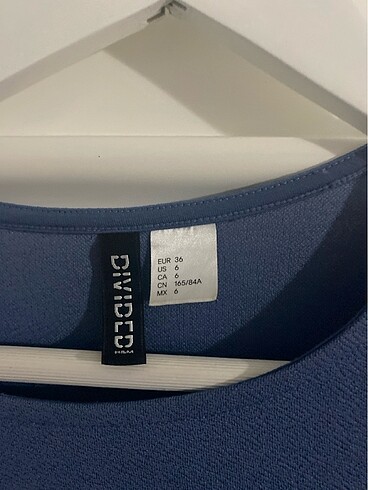 DIVIDED
H&M
EUR 36
US 6
CA 6
CN 165/84A
MX 6